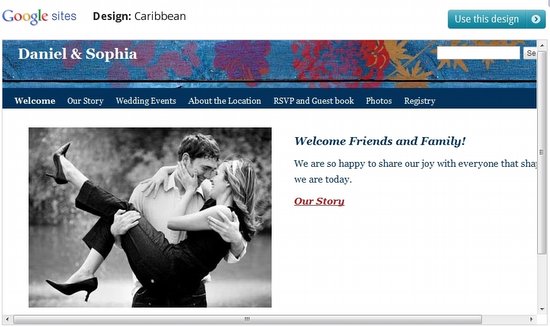 Google sites
Design: Caribbean
Use this design
Daniel & Sophia
Welcome Our Story Wedding Events About the Location RSVP and Guest book Photos Registry
Welcome Friends and Family!
We are so happy to share our joy with everyone that
we are today.
Our Story